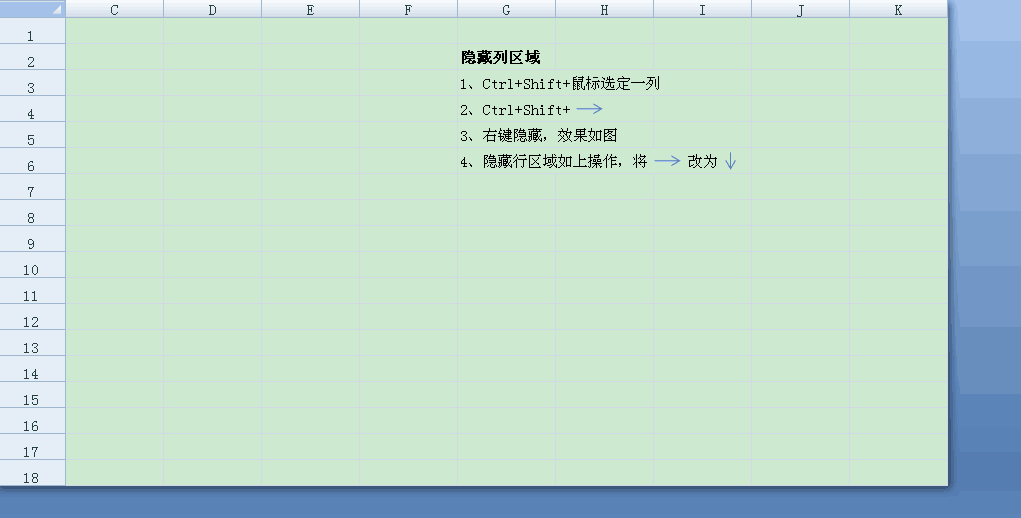 C D E F G H I J K
1
2 隐藏列区域
3 1、Ctrl+Shift+鼠标选定一列
4 2、Ctrl+Shift+ →
5 3、右键隐藏，效果如图
6 4、隐藏行区域如上操作，将 → 改为 ↓
7
8
9
10
11
12
13
14
15
16
17
18